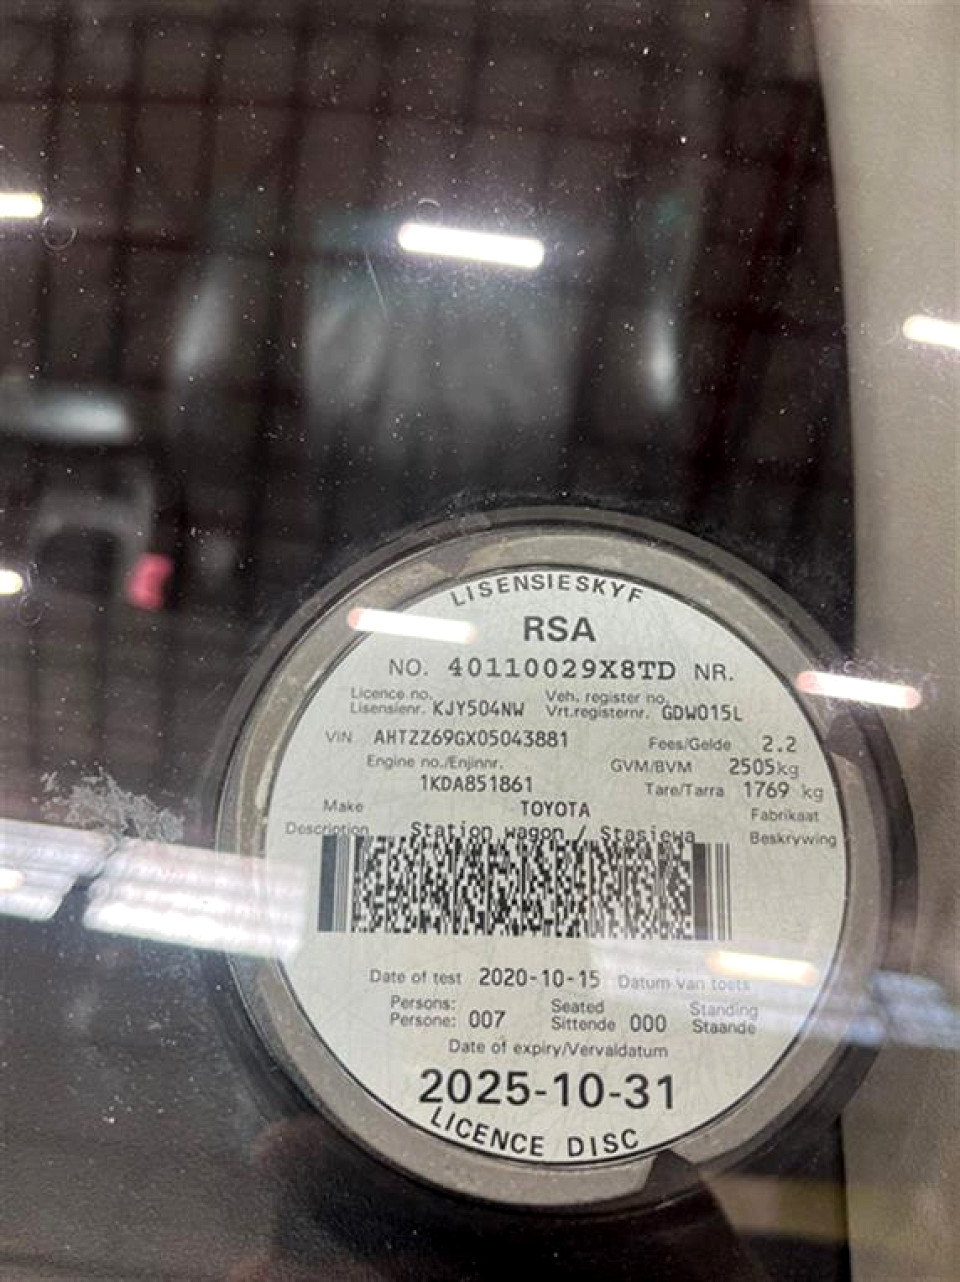 LISENSIESKYF
RSA
NO. 40110029X8TD NR.
Licence no. Veh. register no.
Lisensienr. KJY504NW Vrt.registernr. GDW015L
VIN AHTZZ69GX05043881 Fees/Gelde 2.2
Engine no./Enjinnr. GVM/BVM 2505kg
1KDA851861 Tare/Tarra 1769 kg
Make TOYOTA Fabrikaat
Description Station wagon / Stasiewa Beskrywing
Date of test 2020-10-15 Datum van toets
Persons: Seated Standing
Persone: 007 Sittende 000 Staande
Date of expiry/Vervaldatum
2025-10-31
LICENCE DISC